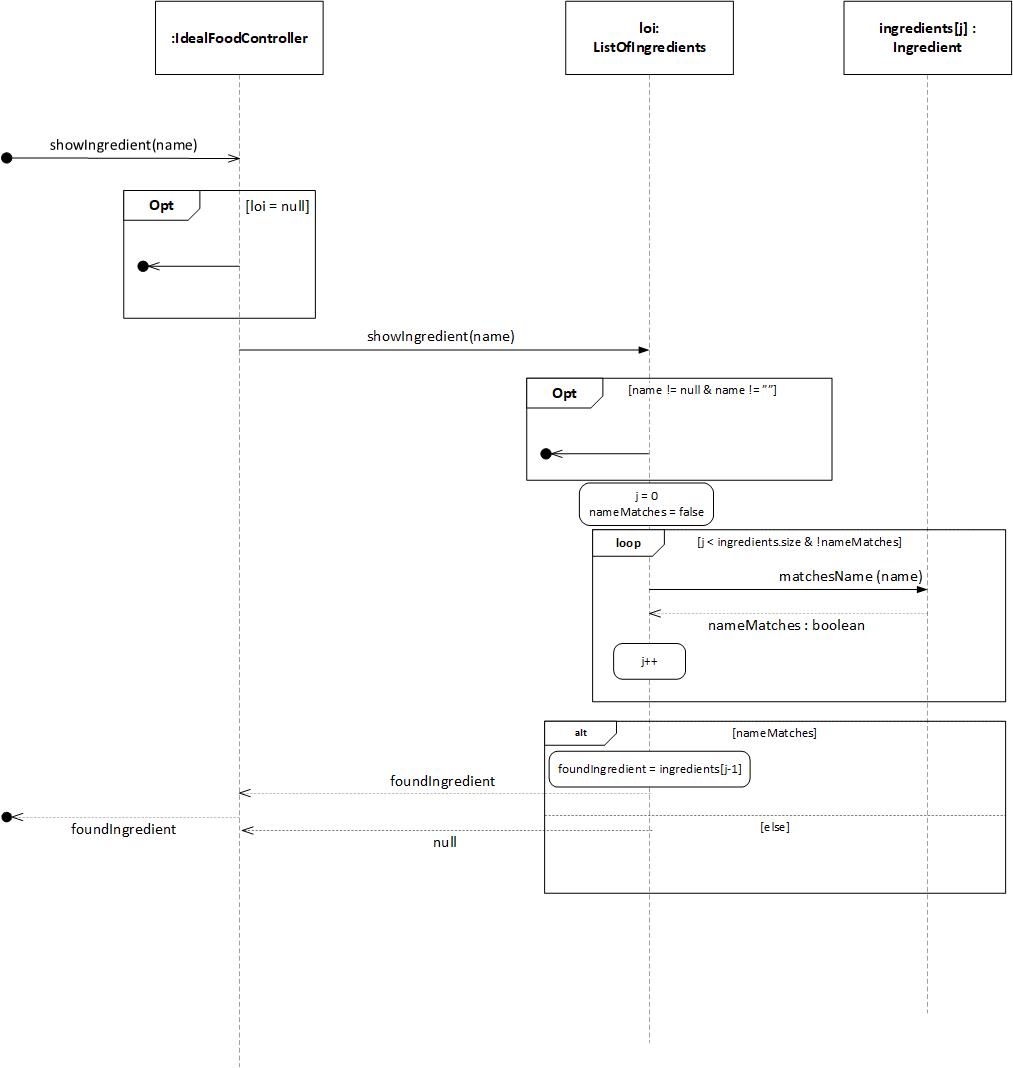 :IdealFoodController
loi:
ListOfIngredients
ingredients[j] :
Ingredient
showIngredient(name)
Opt
[loi = null]
showIngredient(name)
Opt
[name != null & name != ””]
j = 0
nameMatches = false
loop
[j < ingredients.size & !nameMatches]
matchesName (name)
nameMatches : boolean
j++
alt
[nameMatches]
foundIngredient = ingredients[j-1]
foundIngredient
foundIngredient
[else]
null